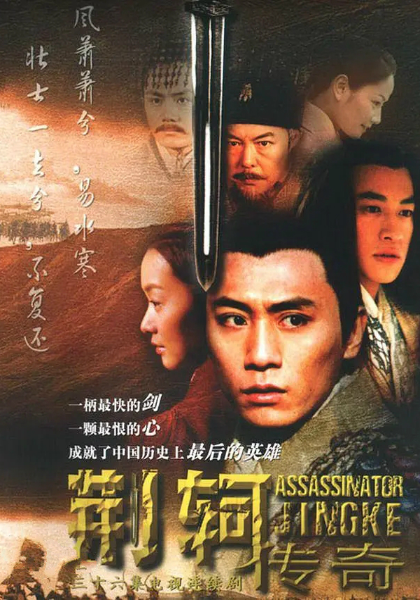 风萧萧兮，易水寒
壮士一去兮，不复还
一柄最快的剑
一颗最恨的心
成就了中国历史上最后的英雄
荆轲
ASSASSINATOR
JINGKE
传奇
三十六集电视连续剧